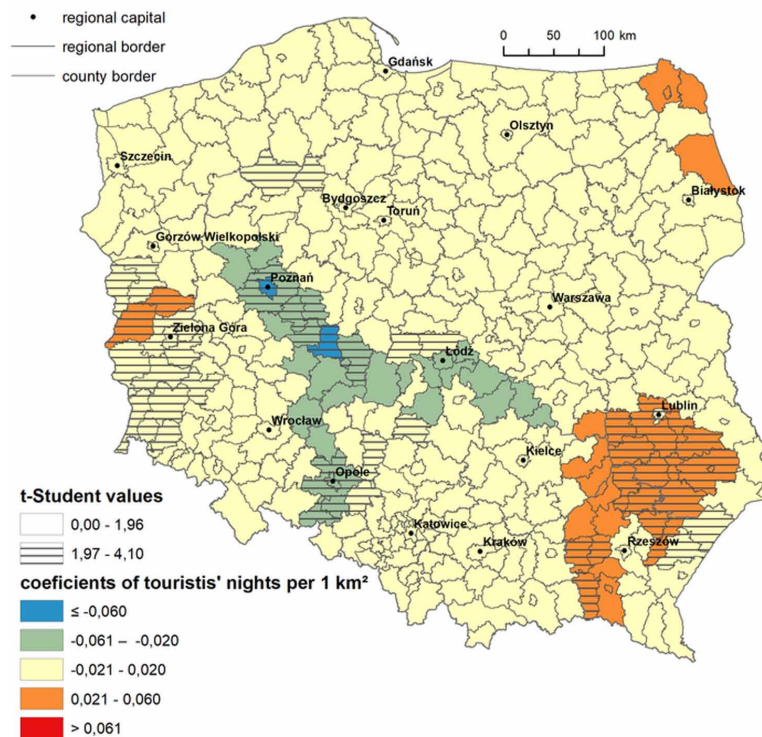 regional capital
regional border
county border
0 50 100 km
Gdańsk
Olsztyn
Szczecin
Białystok
Bydgoszcz
Toruń
Gorzów Wielkopolski
Poznań
Warszawa
Zielona Góra
Łódź
Lublin
Wrocław
Kielce
Opole
t-Student values
0,00 - 1,96
1,97 - 4,10
Katowice
Kraków
Rzeszów
coeficients of touristis' nights per 1 km²
≤ -0,060
-0,061 – -0,020
-0,021 - 0,020
0,021 - 0,060
> 0,061